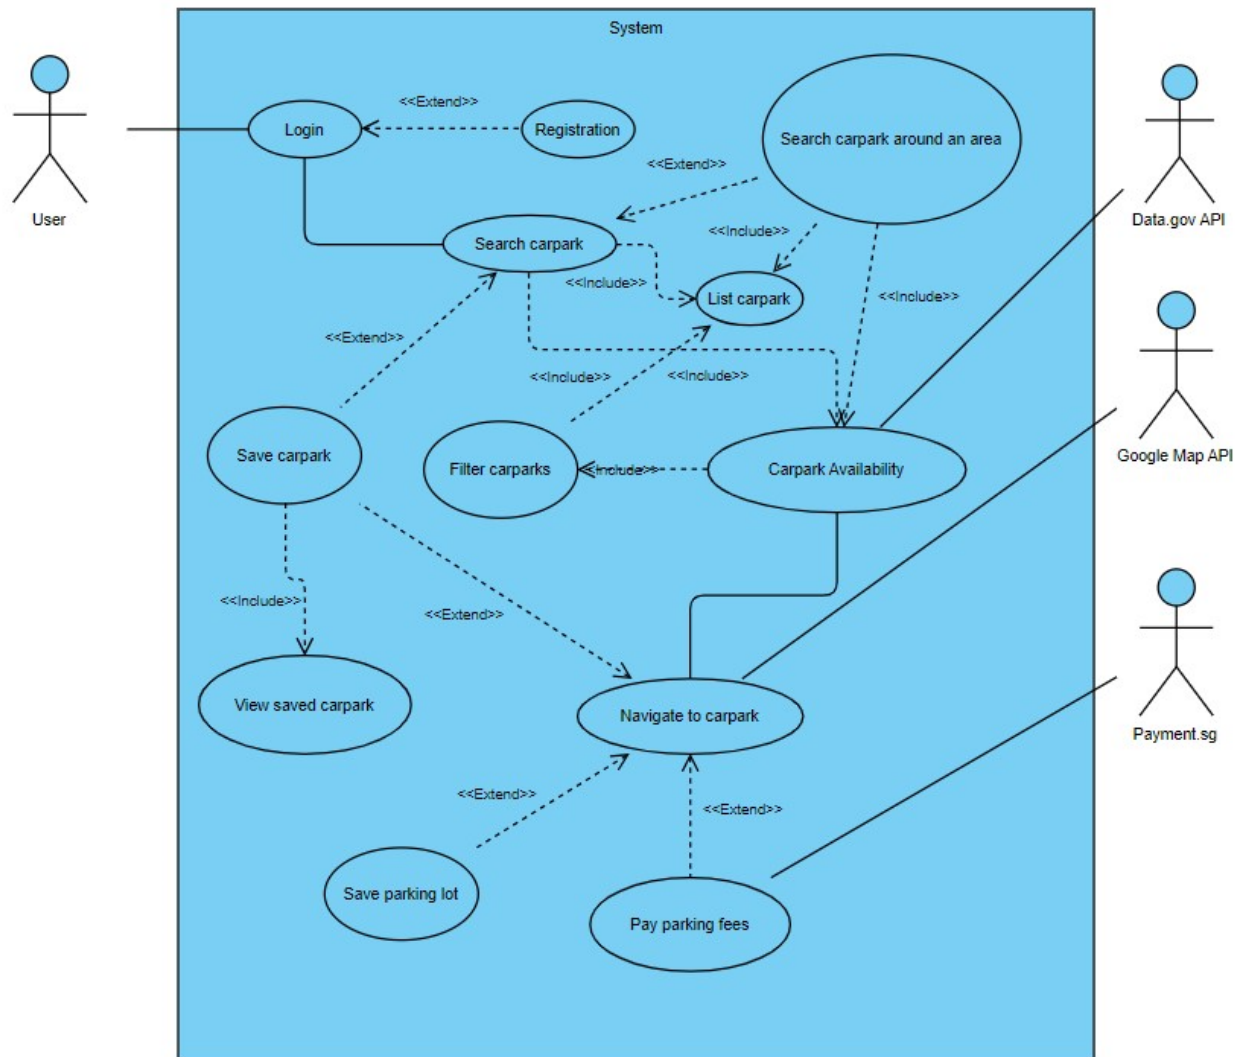 System
<<Extend>>
Login
Registration
Search carpark around an area
<<Extend>>
User
Data.gov API
<<Include>>
Search carpark
<<Include>>
<<Include>>
List carpark
<<Extend>>
<<Include>>
<<Include>>
Save carpark
Filter carparks
<<Include>>
Carpark Availability
Google Map API
<<Include>>
<<Extend>>
View saved carpark
Navigate to carpark
Payment.sg
<<Extend>>
<<Extend>>
Save parking lot
Pay parking fees